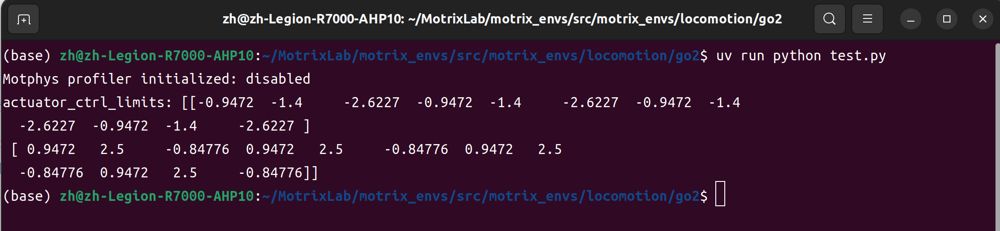 zh@zh-Legion-R7000-AHP10: ~/MotrixLab/motrix_envs/src/motrix_envs/locomotion/go2
(base) zh@zh-Legion-R7000-AHP10:~/MotrixLab/motrix_envs/src/motrix_envs/locomotion/go2$ uv run python test.py
Motphys profiler initialized: disabled
actuator_ctrl_limits: [[-0.9472  -1.4     -2.6227  -0.9472  -1.4     -2.6227  -0.9472  -1.4
  -2.6227  -0.9472  -1.4     -2.6227 ]
 [ 0.9472   2.5     -0.84776  0.9472   2.5     -0.84776  0.9472   2.5
  -0.84776  0.9472   2.5     -0.84776]]
(base) zh@zh-Legion-R7000-AHP10:~/MotrixLab/motrix_envs/src/motrix_envs/locomotion/go2$